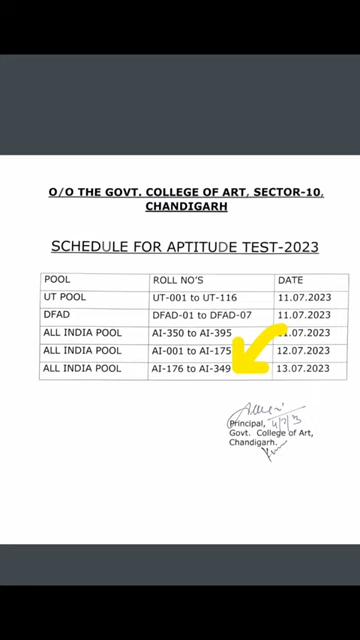 O/O THE GOVT. COLLEGE OF ART, SECTOR-10,
CHANDIGARH
SCHEDULE FOR APTITUDE TEST-2023
POOL ROLL NO'S DATE
UT POOL UT-001 to UT-116 11.07.2023
DFAD DFAD-01 to DFAD-07 11.07.2023
ALL INDIA POOL AI-350 to AI-395 11.07.2023
ALL INDIA POOL AI-001 to AI-175 12.07.2023
ALL INDIA POOL AI-176 to AI-349 13.07.2023
Principal,
Govt. College of Art,
Chandigarh.